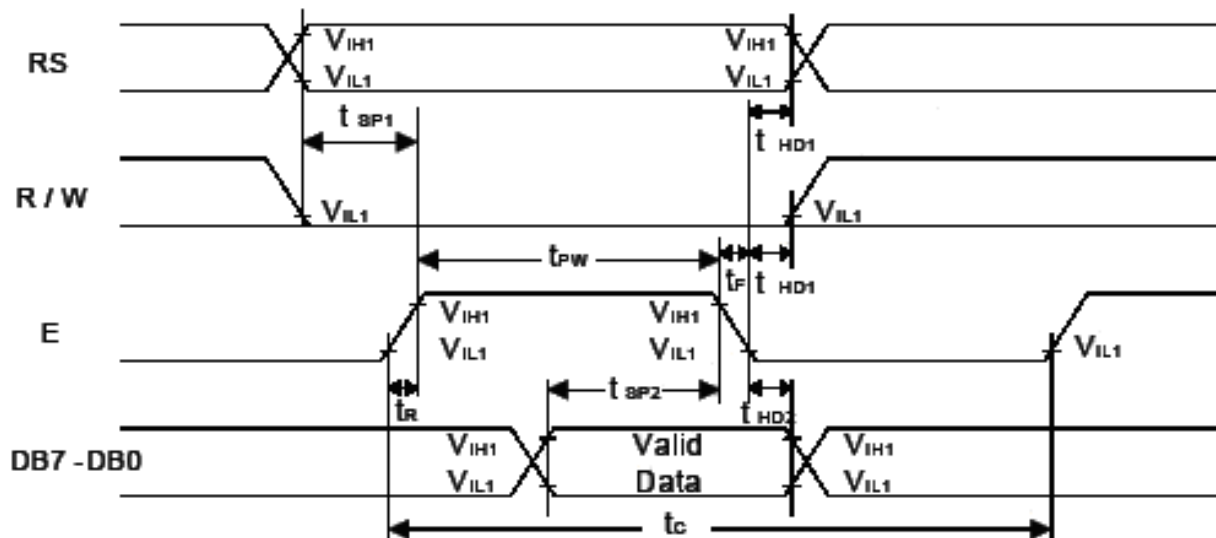 RS
VIH1 VIH1
VIL1 VIL1
t SP1
t HD1
R / W
VIL1 VIL1
tPW
tF t HD1
E
VIH1 VIH1
VIL1 VIL1 VIL1
tR
t SP2
t HD2
DB7 -DB0
VIH1 Valid VIH1
VIL1 Data VIL1
tC